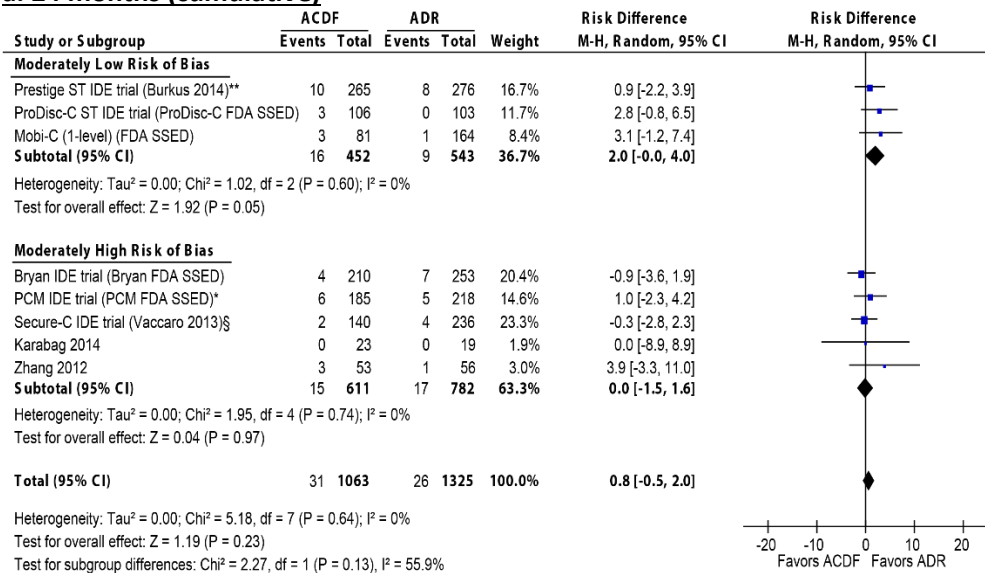 24 months (cumulative)
ACDF ADR Risk Difference Risk Difference
Study or Subgroup Events Total Events Total Weight M-H, Random, 95% CI M-H, Random, 95% CI
Moderately Low Risk of Bias
Prestige ST IDE trial (Burkus 2014)** 10 265 8 276 16.7% 0.9 [-2.2, 3.9]
ProDisc-C ST IDE trial (ProDisc-C FDA SSED) 3 106 0 103 11.7% 2.8 [-0.8, 6.5]
Mobi-C (1-level) (FDA SSED) 3 81 1 164 8.4% 3.1 [-1.2, 7.4]
Subtotal (95% CI) 16 452 9 543 36.7% 2.0 [-0.0, 4.0]
Heterogeneity: Tau² = 0.00; Chi² = 1.02, df = 2 (P = 0.60); I² = 0%
Test for overall effect: Z = 1.92 (P = 0.05)
Moderately High Risk of Bias
Bryan IDE trial (Bryan FDA SSED) 4 210 7 253 20.4% -0.9 [-3.6, 1.9]
PCM IDE trial (PCM FDA SSED)* 6 185 5 218 14.6% 1.0 [-2.3, 4.2]
Secure-C IDE trial (Vaccaro 2013)§ 2 140 4 236 23.3% -0.3 [-2.8, 2.3]
Karabag 2014 0 23 0 19 1.9% 0.0 [-8.9, 8.9]
Zhang 2012 3 53 1 56 3.0% 3.9 [-3.3, 11.0]
Subtotal (95% CI) 15 611 17 782 63.3% 0.0 [-1.5, 1.6]
Heterogeneity: Tau² = 0.00; Chi² = 1.95, df = 4 (P = 0.74); I² = 0%
Test for overall effect: Z = 0.04 (P = 0.97)
Total (95% CI) 31 1063 26 1325 100.0% 0.8 [-0.5, 2.0]
Heterogeneity: Tau² = 0.00; Chi² = 5.18, df = 7 (P = 0.64); I² = 0%
Test for overall effect: Z = 1.19 (P = 0.23)
Test for subgroup differences: Chi² = 2.27, df = 1 (P = 0.13), I² = 55.9%
-20 -10 0 10 20
Favors ACDF Favors ADR